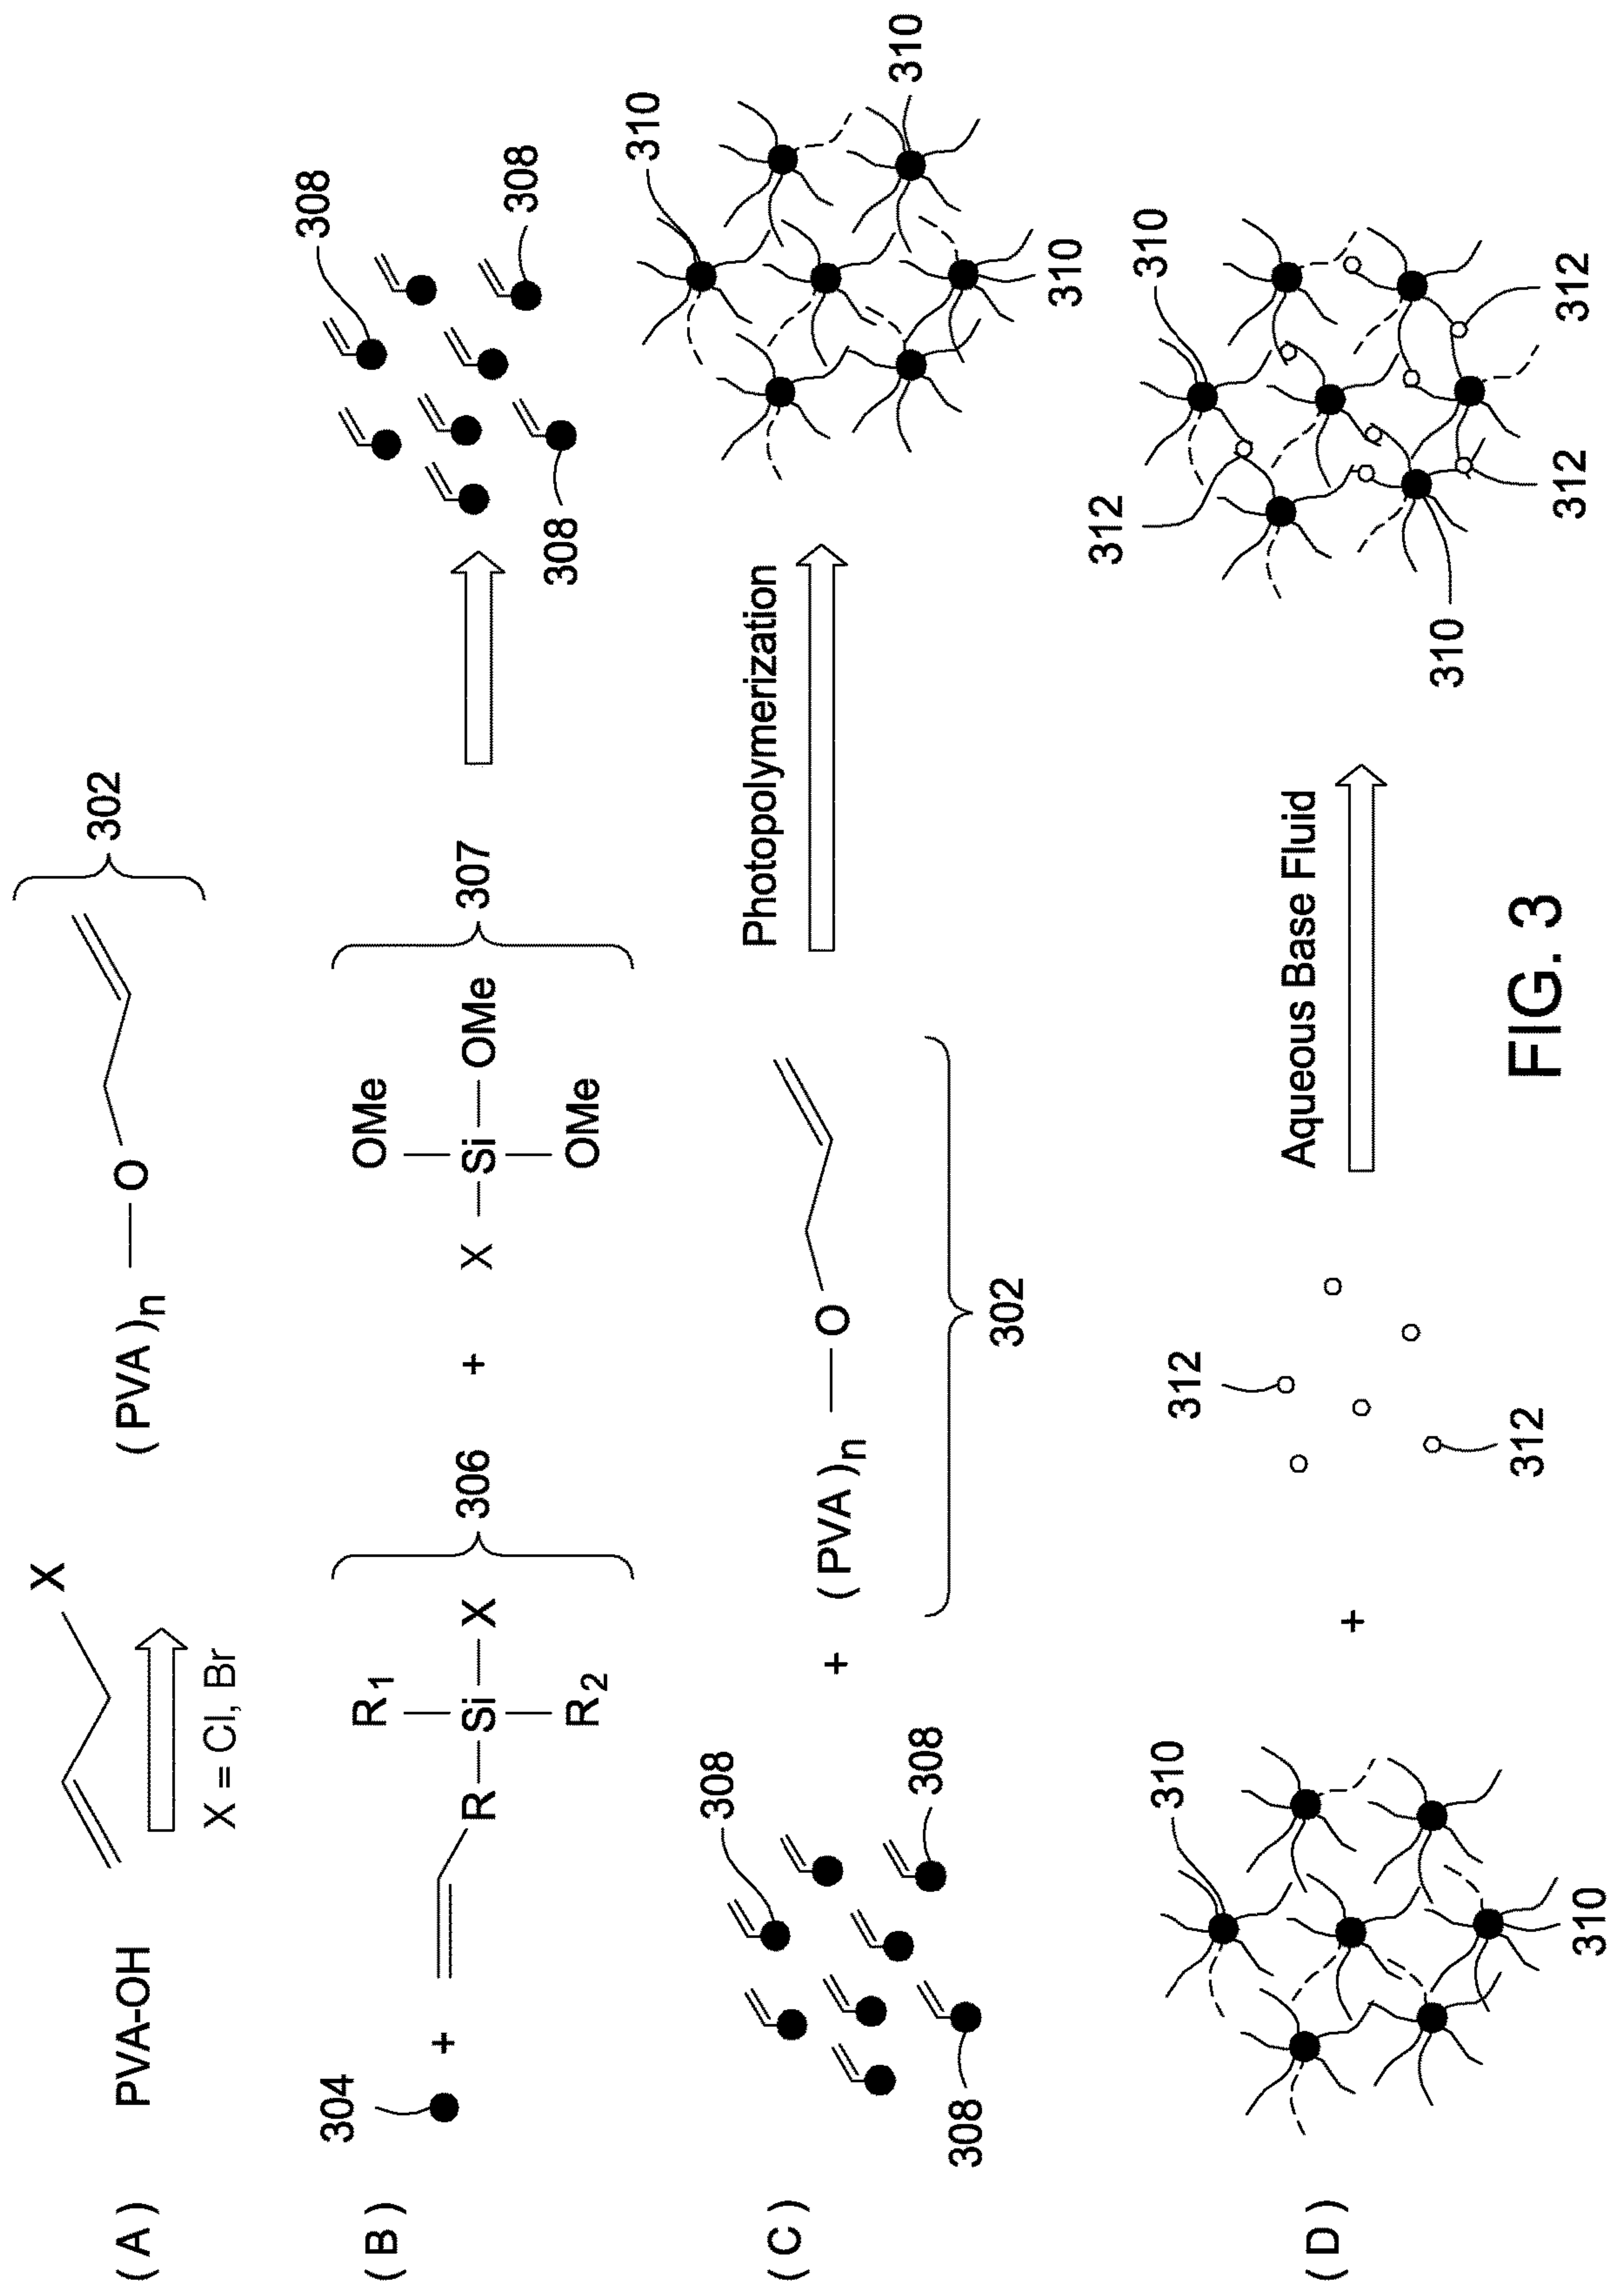 ( A )
PVA-OH
X
X = Cl, Br
( PVA )n
O
302
( B )
304
+
R
R1
Si
X
R2
306
+
X
OMe
Si
OMe
OMe
307
308
308
308
( C )
308
308
308
+
( PVA )n
O
302
Photopolymerization
310
310
310
( D )
310
310
+
312
312
Aqueous Base Fluid
310
312
312
312
310
FIG. 3